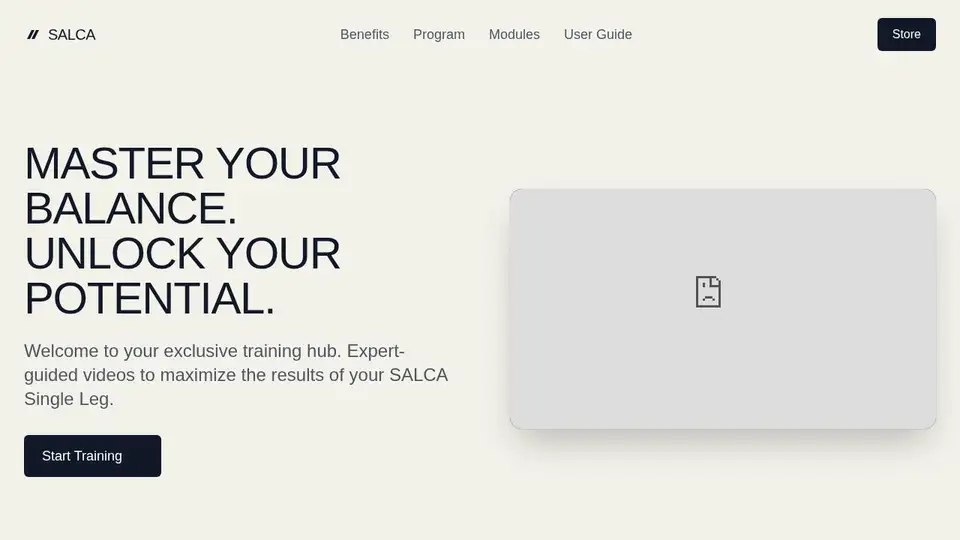 SALCA
Benefits
Program
Modules
User Guide
Store
MASTER YOUR
BALANCE.
UNLOCK YOUR
POTENTIAL.
Welcome to your exclusive training hub. Expert-
guided videos to maximize the results of your SALCA
Single Leg.
Start Training